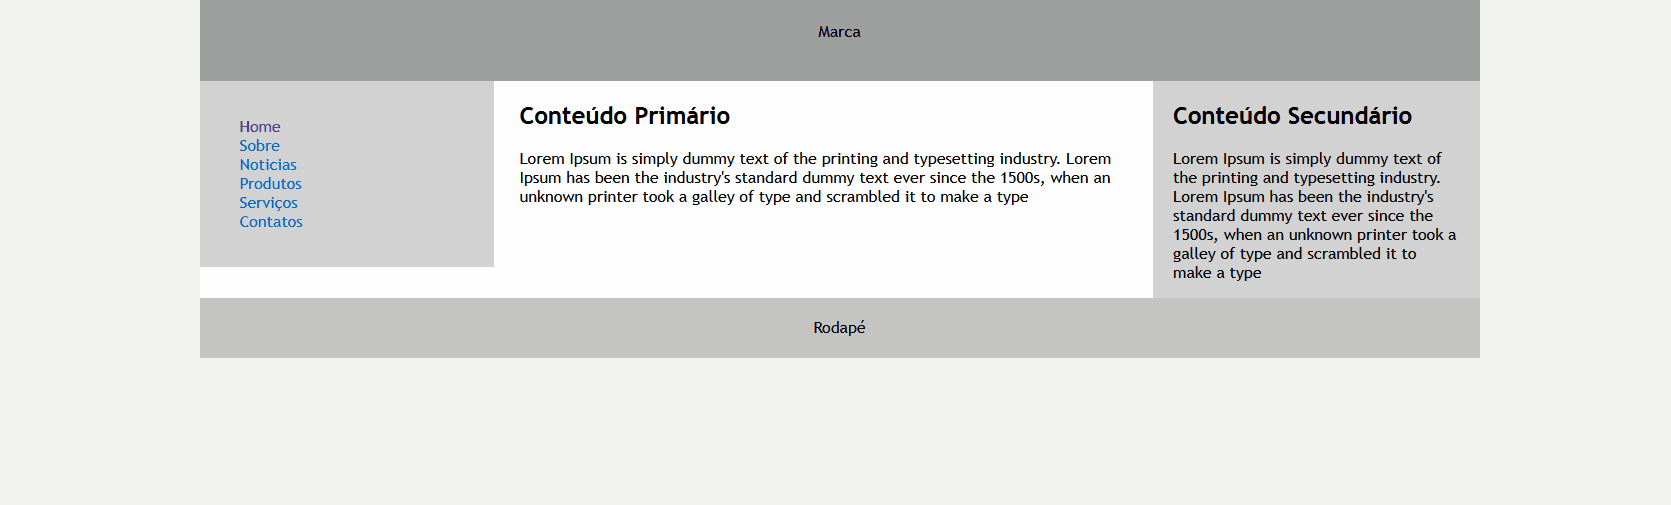 Marca
Home
Sobre
Noticias
Produtos
Serviços
Contatos
Conteúdo Primário
Lorem Ipsum is simply dummy text of the printing and typesetting industry. Lorem
Ipsum has been the industry's standard dummy text ever since the 1500s, when an
unknown printer took a galley of type and scrambled it to make a type
Conteúdo Secundário
Lorem Ipsum is simply dummy text of
the printing and typesetting industry.
Lorem Ipsum has been the industry's
standard dummy text ever since the
1500s, when an unknown printer took a
galley of type and scrambled it to
make a type
Rodapé